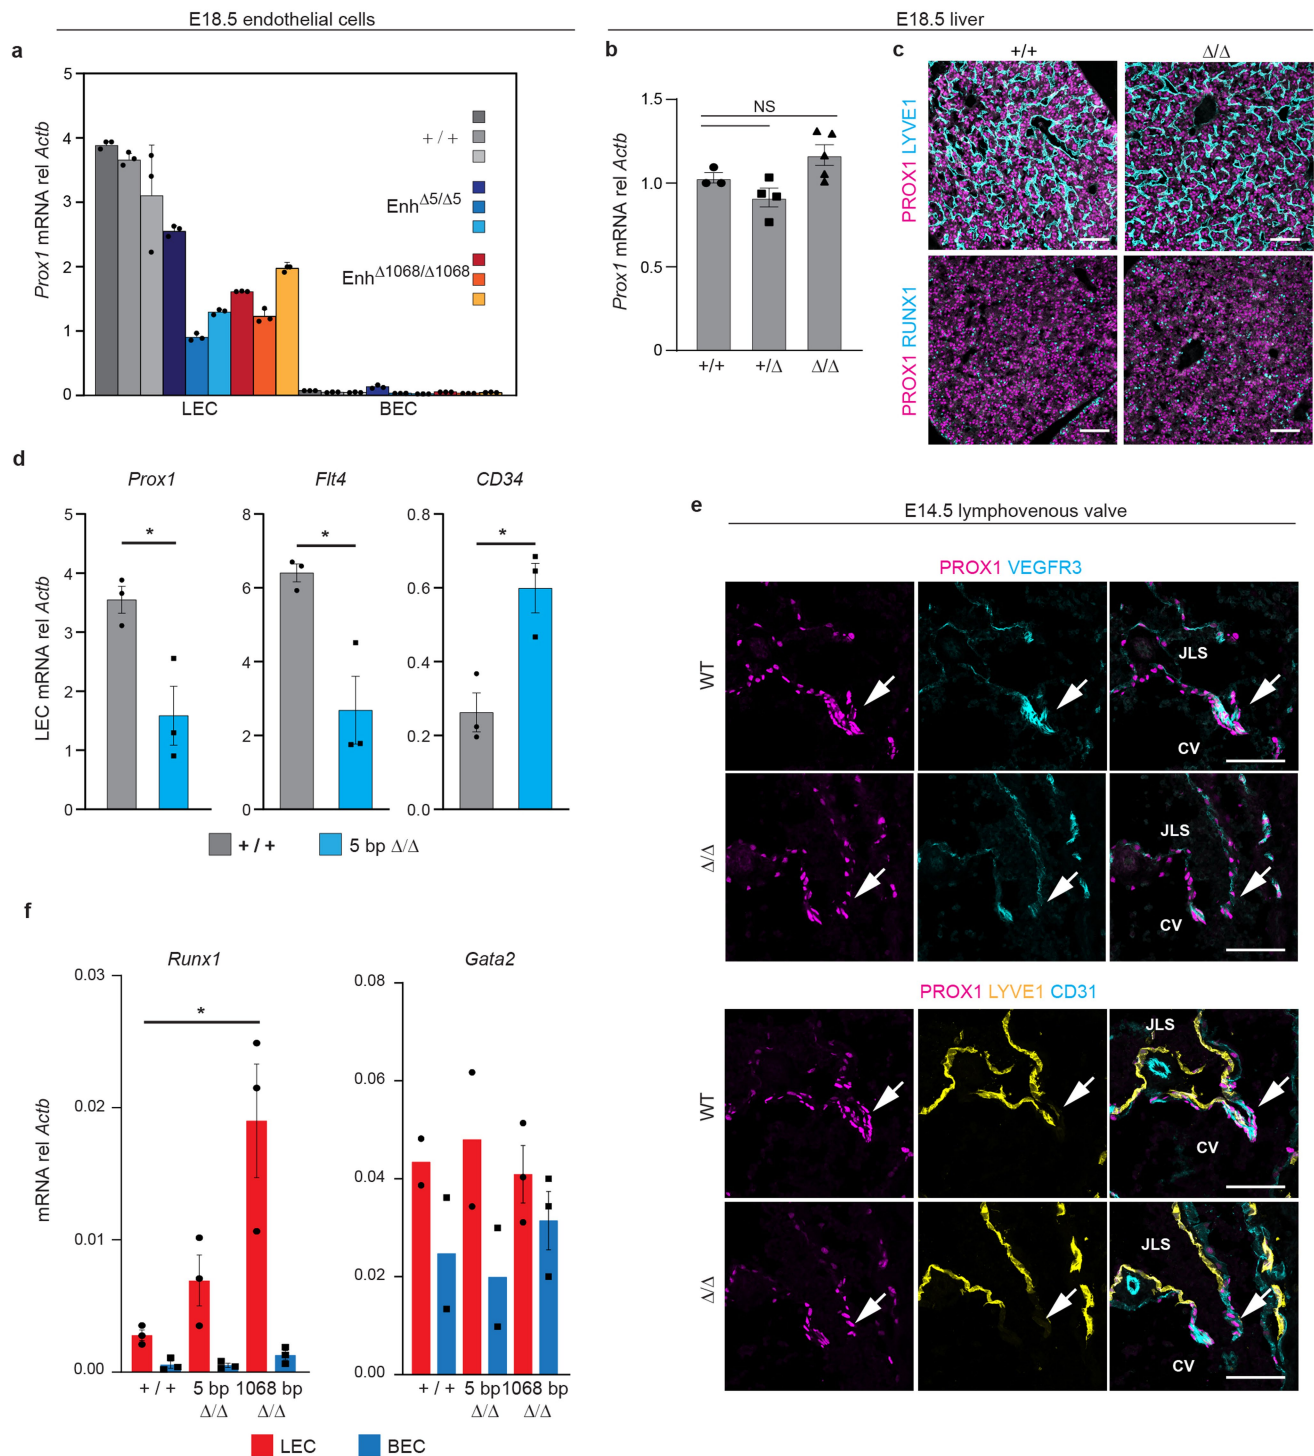 E18.5 endothelial cells
E18.5 liver
a
5
4
3
2
1
0
Prox1 mRNA rel Actb
+ / +
Enh^Δ5/Δ5
Enh^Δ1068/Δ1068
LEC
BEC
b
1.5
1.0
0.5
0
Prox1 mRNA rel Actb
NS
+/+
+/Δ
Δ/Δ
c
+/+
Δ/Δ
PROX1 LYVE1
PROX1 RUNX1
d
Prox1
Flt4
CD34
LEC mRNA rel Actb
5
4
3
2
1
0
*
8
6
4
2
0
*
0.8
0.6
0.4
0.2
0.0
*
+ / +
5 bp Δ/Δ
e
E14.5 lymphovenous valve
PROX1 VEGFR3
WT
JLS
CV
Δ/Δ
JLS
CV
PROX1 LYVE1 CD31
WT
JLS
CV
Δ/Δ
JLS
CV
f
Runx1
Gata2
mRNA rel Actb
0.03
0.02
0.01
0.00
*
+ / +
5 bp
Δ/Δ
1068 bp
Δ/Δ
0.08
0.06
0.04
0.02
0.00
+ / +
5 bp
Δ/Δ
1068 bp
Δ/Δ
LEC
BEC